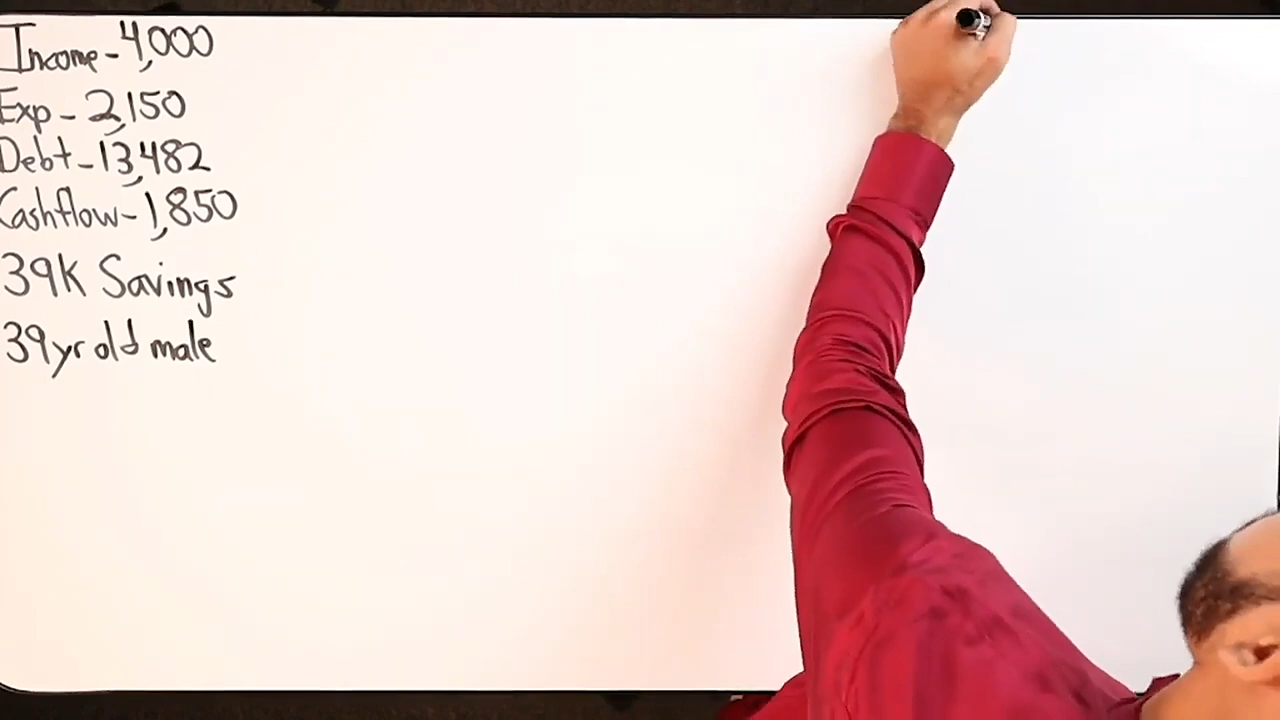 Income - 4,000
Exp - 2,150
Debt - 13,482
Cashflow - 1,850
39K Savings
39yr old male